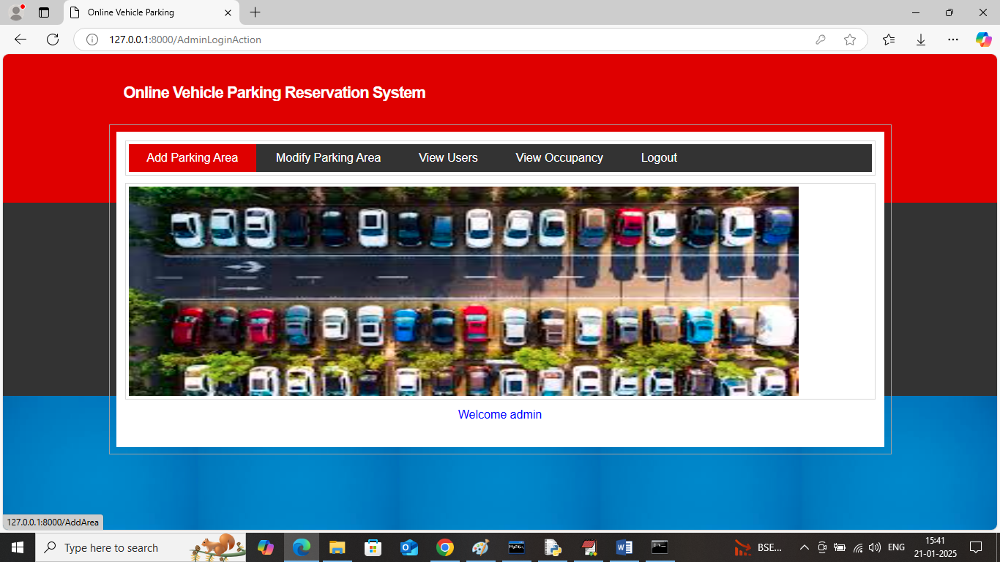 Online Vehicle Parking
127.0.0.1:8000/AdminLoginAction
Online Vehicle Parking Reservation System
Add Parking Area Modify Parking Area View Users View Occupancy Logout
Welcome admin
127.0.0.1:8000/AddArea
Type here to search
BSE...
ENG
15:41
21-01-2025